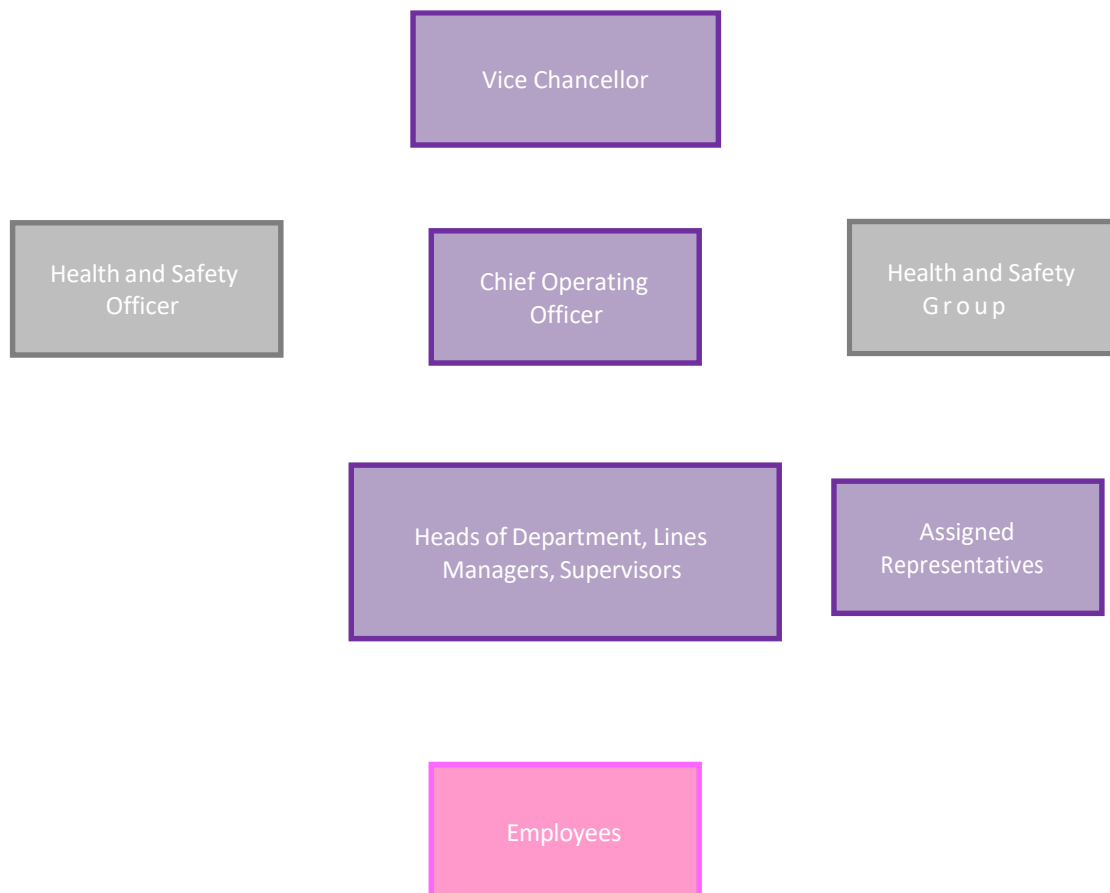 Vice Chancellor
Health and Safety
Officer
Chief Operating
Officer
Health and Safety
Group
Heads of Department, Lines
Managers, Supervisors
Assigned
Representatives
Employees